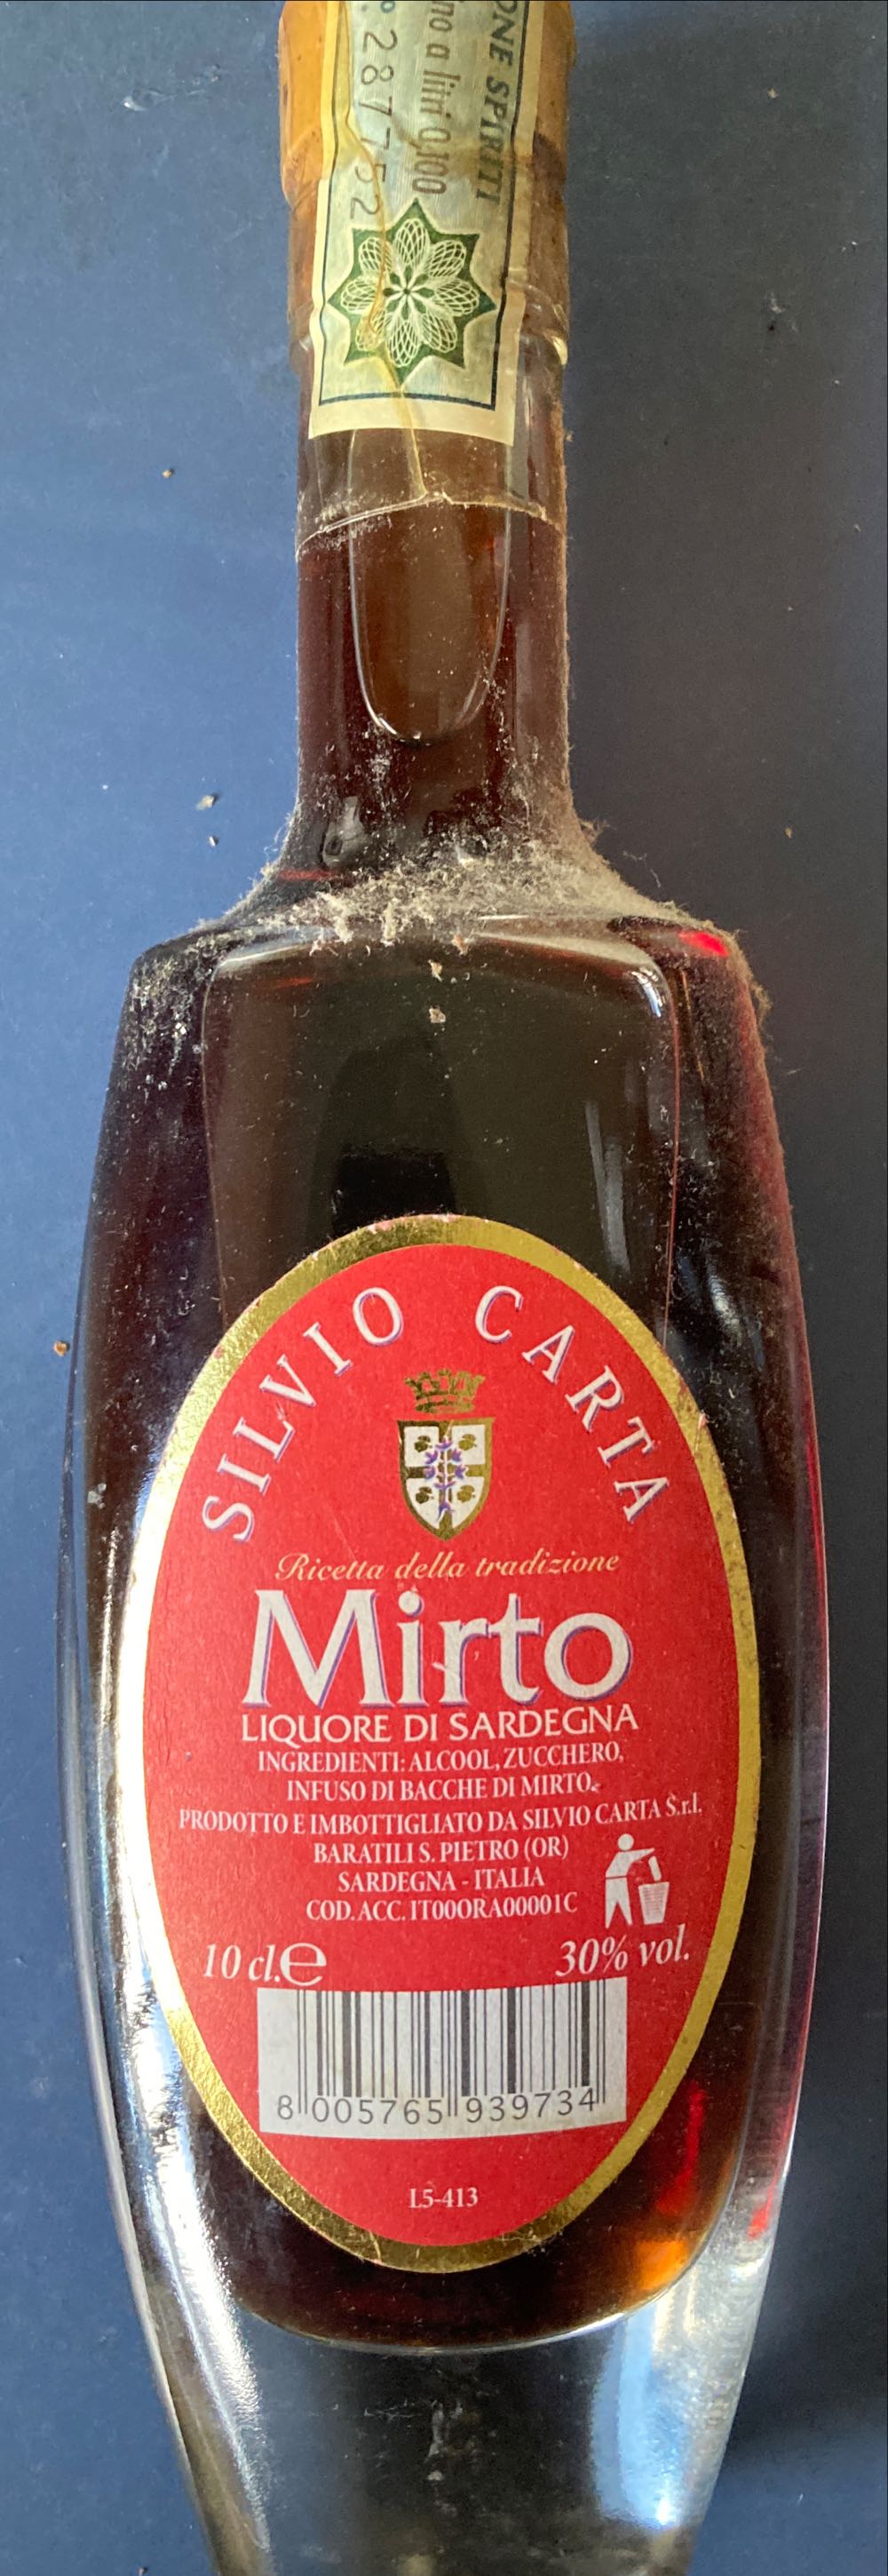 ONE SPIRITI
no a litri 0,100
287752
SILVIO CARTA
Ricetta della tradizione
Mirto
LIQUORE DI SARDEGNA
INGREDIENTI: ALCOOL, ZUCCHERO,
INFUSO DI BACCHE DI MIRTO.
PRODOTTO E IMBOTTIGLIATO DA SILVIO CARTA S.r.l.
BARATILI S. PIETRO (OR)
SARDEGNA - ITALIA
COD. ACC. IT00ORA00001C
10 cl. e
30% vol.
8 005765 939734
L5-413